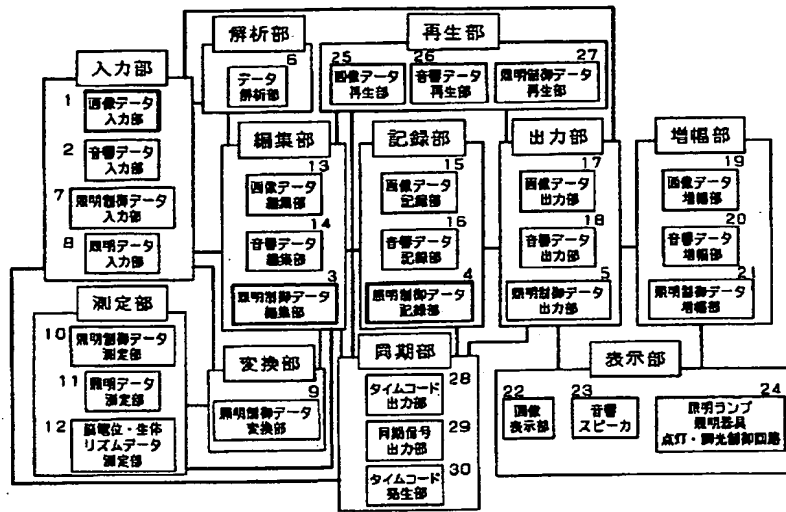 解析部
6
データ
解析部
再生部
25
画像データ
再生部
26
音響データ
再生部
27
照明制御データ
再生部
入力部
1
画像データ
入力部
2
音響データ
入力部
7
照明制御データ
入力部
8
照明データ
入力部
編集部
13
画像データ
編集部
14
音響データ
編集部
3
照明制御データ
編集部
記録部
15
画像データ
記録部
16
音響データ
記録部
4
照明制御データ
記録部
出力部
17
画像データ
出力部
18
音響データ
出力部
5
照明制御データ
出力部
増幅部
19
画像データ
増幅部
20
音響データ
増幅部
21
照明制御データ
増幅部
測定部
10
照明制御データ
測定部
11
照明データ
測定部
12
脳電位・生体
リズムデータ
測定部
変換部
9
照明制御データ
変換部
同期部
28
タイムコード
出力部
29
同期信号
出力部
30
タイムコード
発生部
表示部
22
画像
表示部
23
音響
スピーカ
24
照明ランプ
照明器具
点灯・調光制御回路